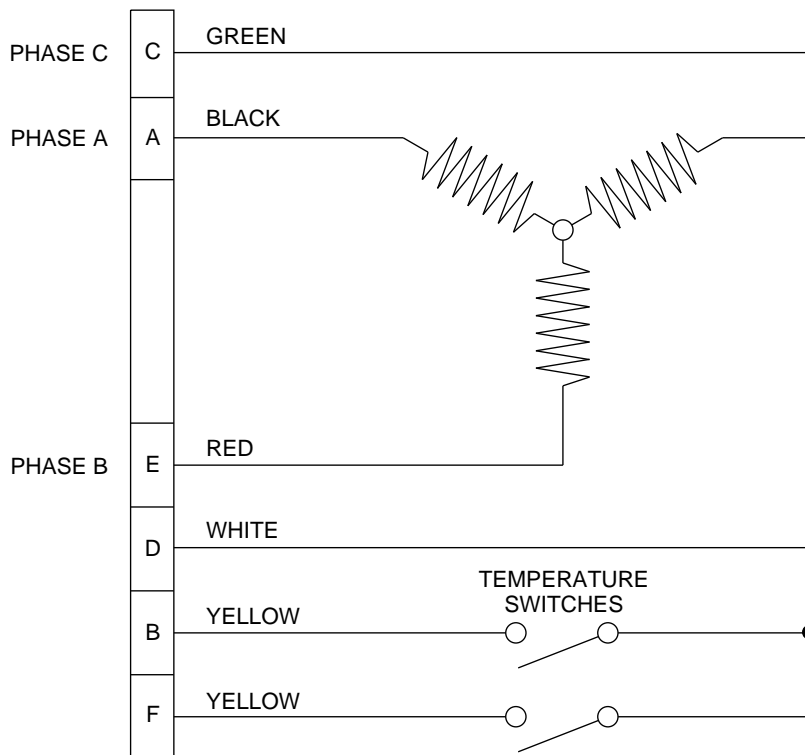 PHASE C C GREEN
PHASE A A BLACK
PHASE B E RED
D WHITE
TEMPERATURE
SWITCHES
B YELLOW
F YELLOW